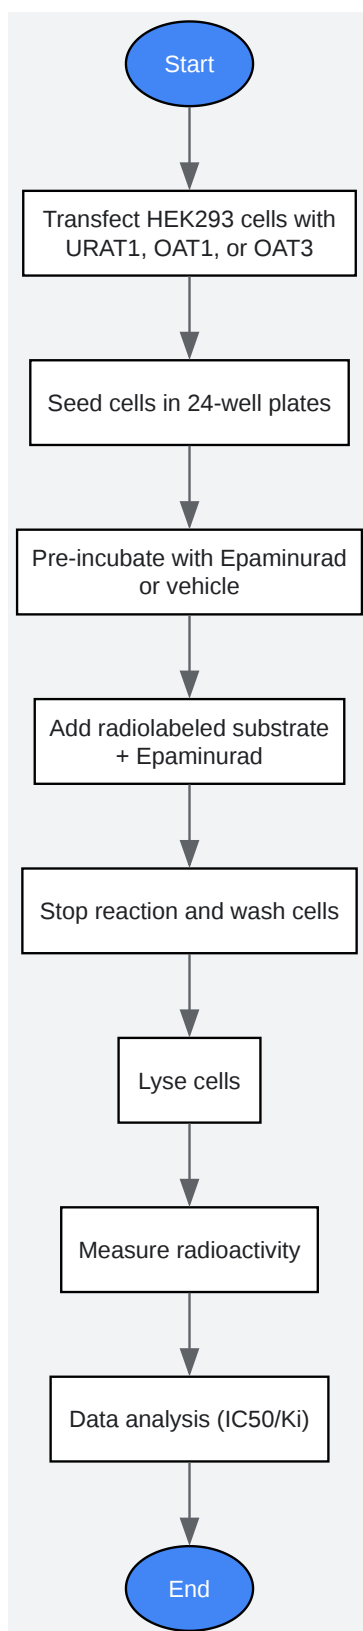 Start
Transfect HEK293 cells with
URAT1, OAT1, or OAT3
Seed cells in 24-well plates
Pre-incubate with Epaminurad
or vehicle
Add radiolabeled substrate
+ Epaminurad
Stop reaction and wash cells
Lyse cells
Measure radioactivity
Data analysis (IC50/Ki)
End